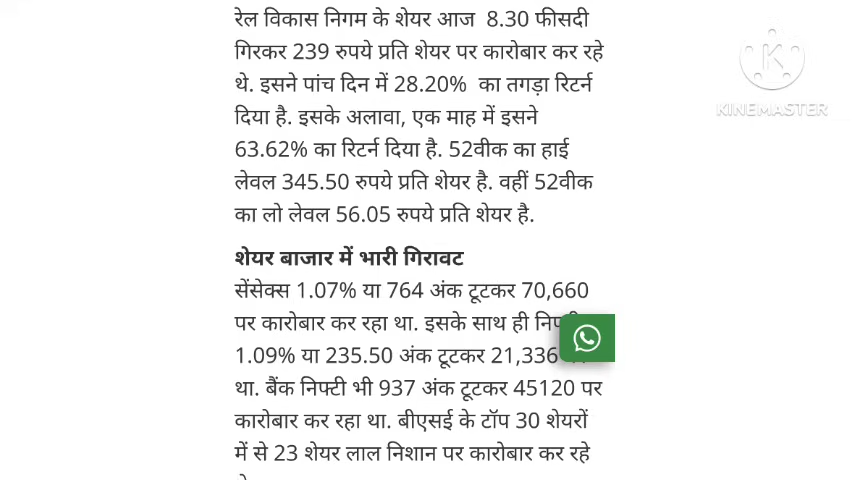 रेल विकास निगम के शेयर आज 8.30 फीसदी
गिरकर 239 रुपये प्रति शेयर पर कारोबार कर रहे
थे. इसने पांच दिन में 28.20% का तगड़ा रिटर्न
दिया है. इसके अलावा, एक माह में इसने
63.62% का रिटर्न दिया है. 52वीक का हाई
लेवल 345.50 रुपये प्रति शेयर है. वहीं 52वीक
का लो लेवल 56.05 रुपये प्रति शेयर है.
शेयर बाजार में भारी गिरावट
सेंसेक्स 1.07% या 764 अंक टूटकर 70,660
पर कारोबार कर रहा था. इसके साथ ही
1.09% या 235.50 अंक टूटकर 21,336
था. बैंक निफ्टी भी 937 अंक टूटकर 45120 पर
कारोबार कर रहा था. बीएसई के टॉप 30 शेयरों
में से 23 शेयर लाल निशान पर कारोबार कर रहे
K
KINEMASTER